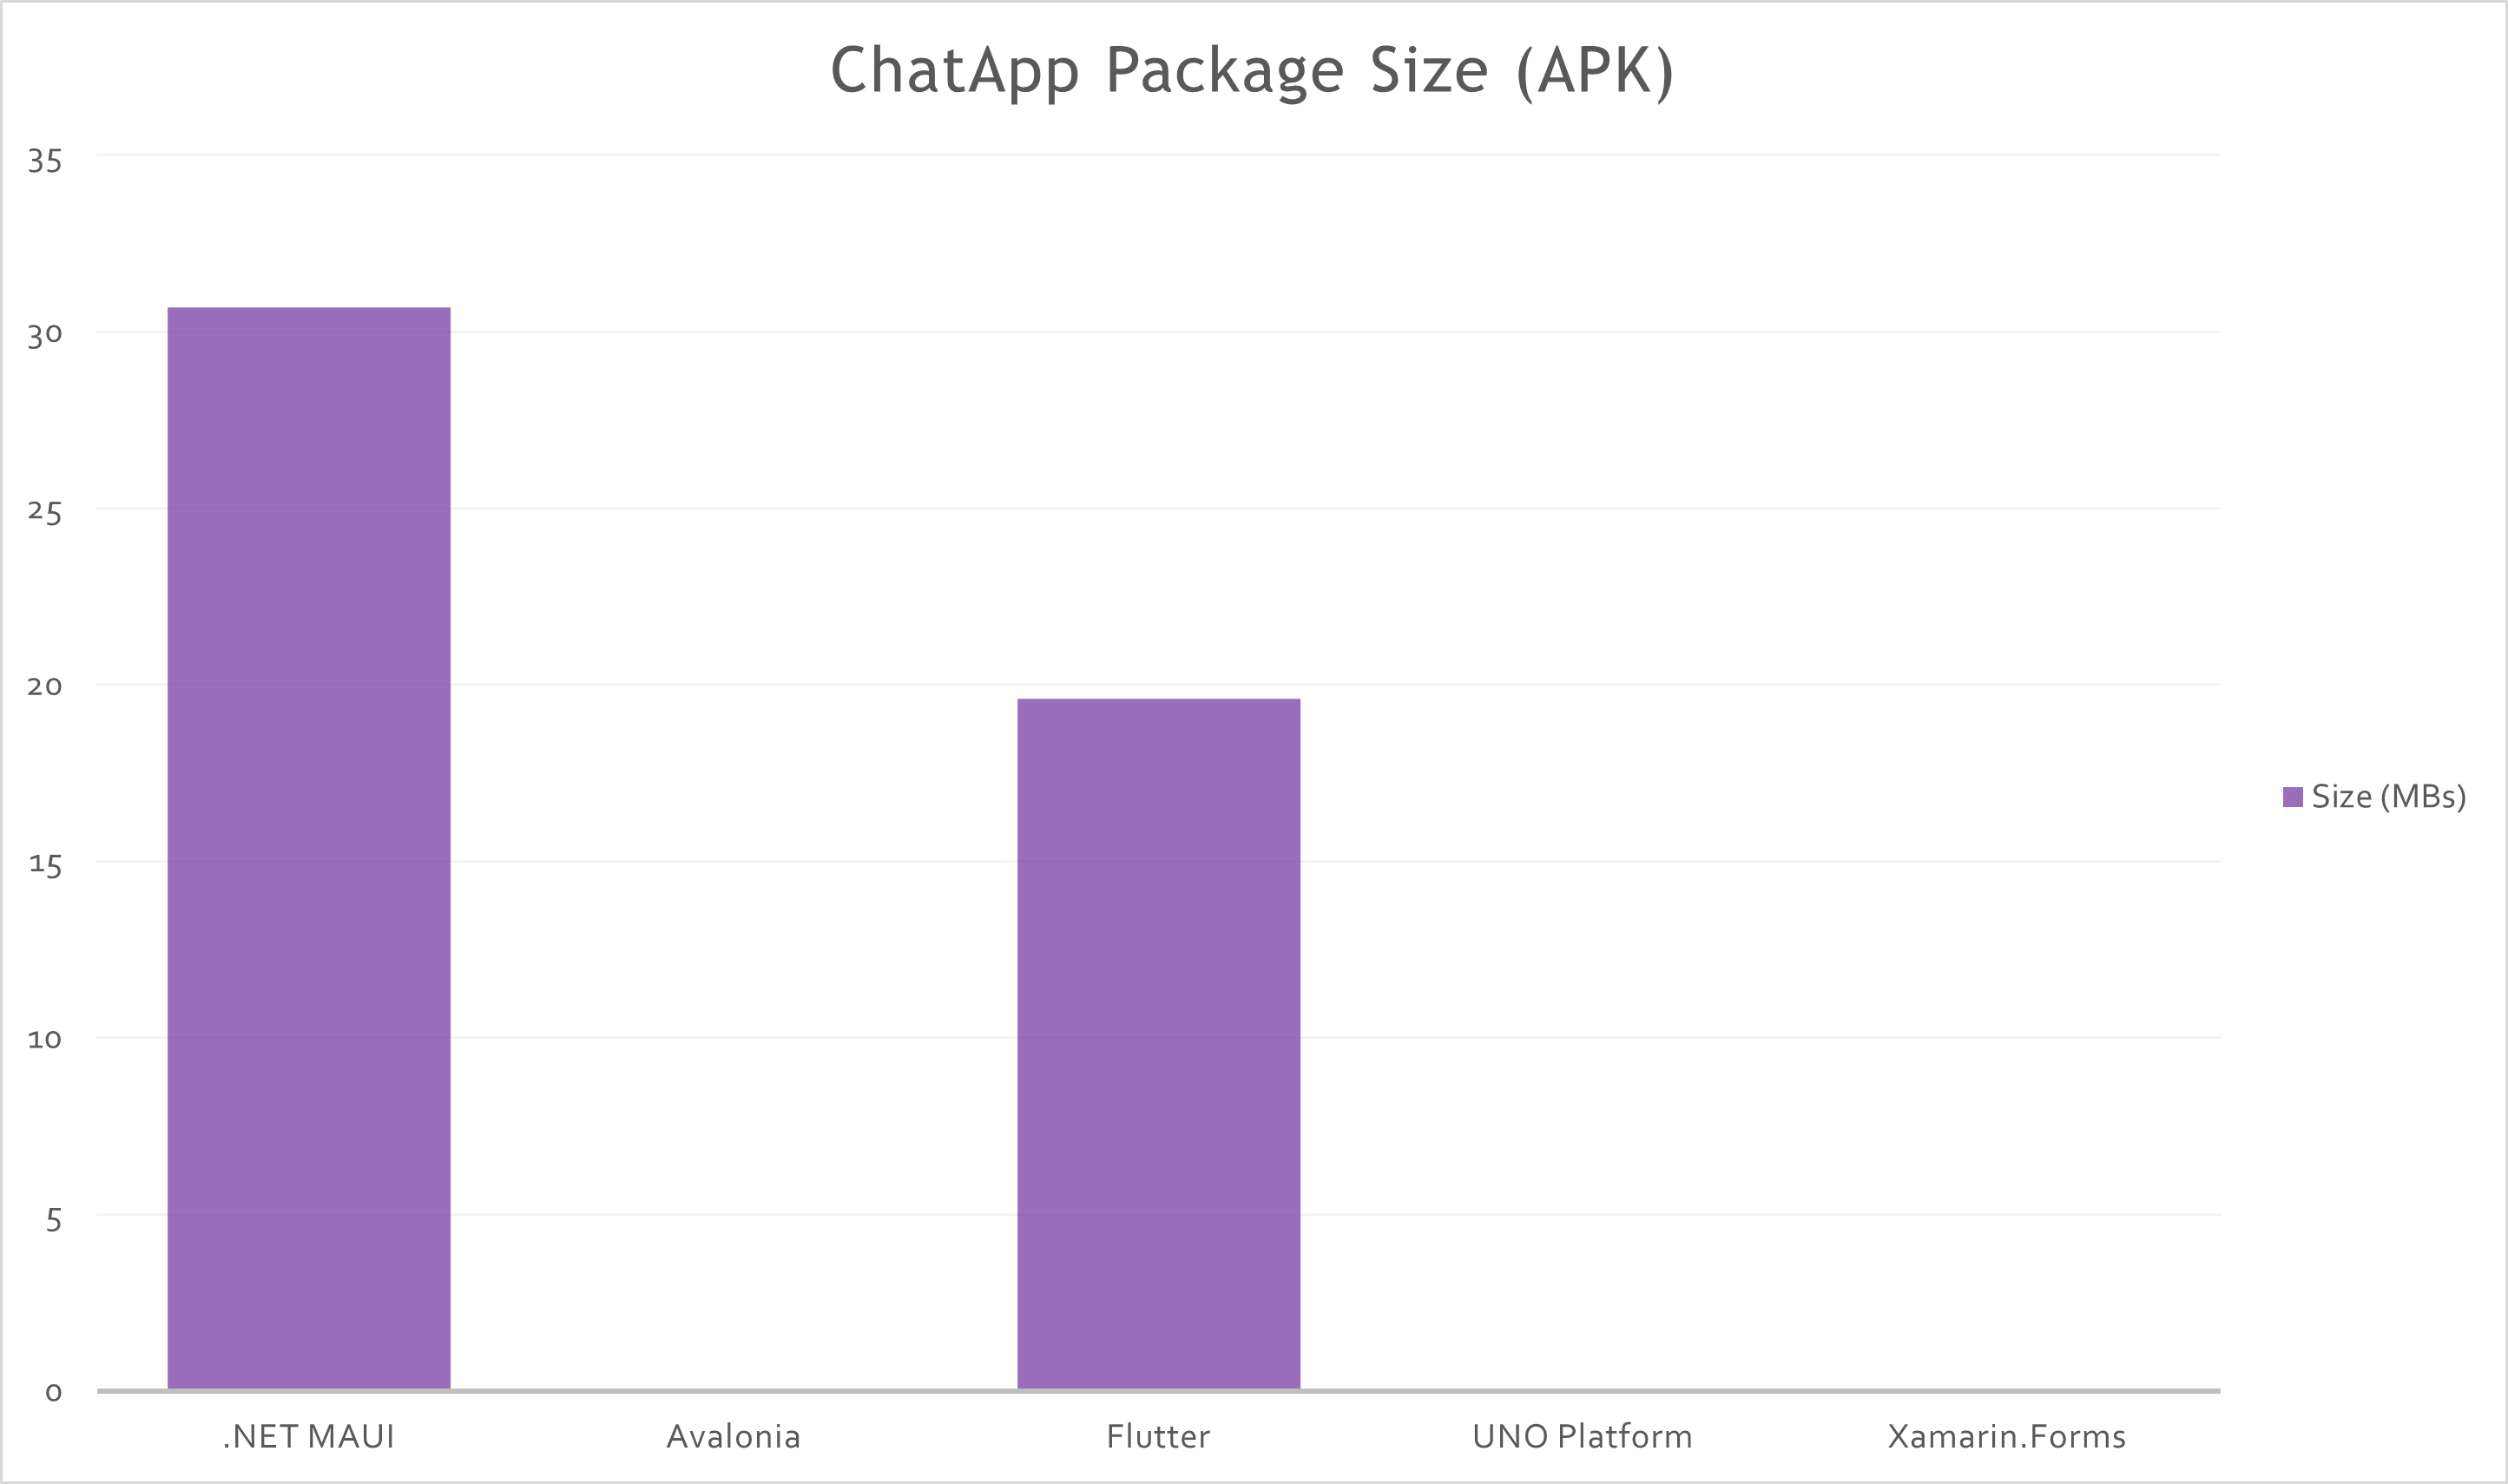 ChatApp Package Size (APK)
35
30
25
20
15
10
5
0
.NET MAUI
Avalonia
Flutter
UNO Platform
Xamarin.Forms
Size (MBs)